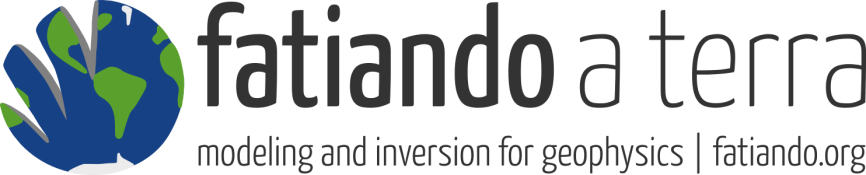 fatiando a terra
modeling and inversion for geophysics | fatiando.org